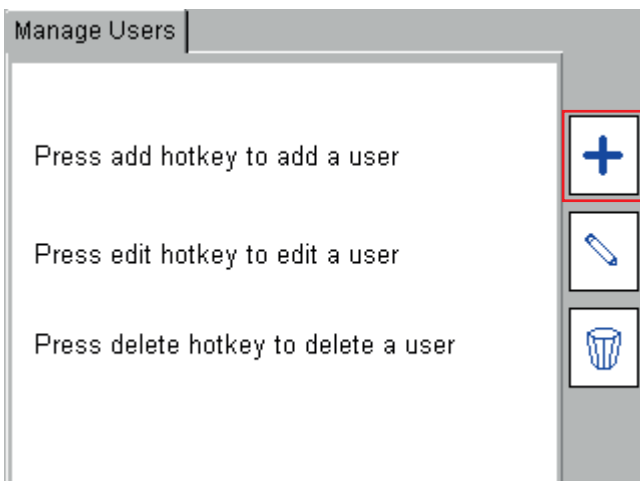 Manage Users
Press add hotkey to add a user
Press edit hotkey to edit a user
Press delete hotkey to delete a user